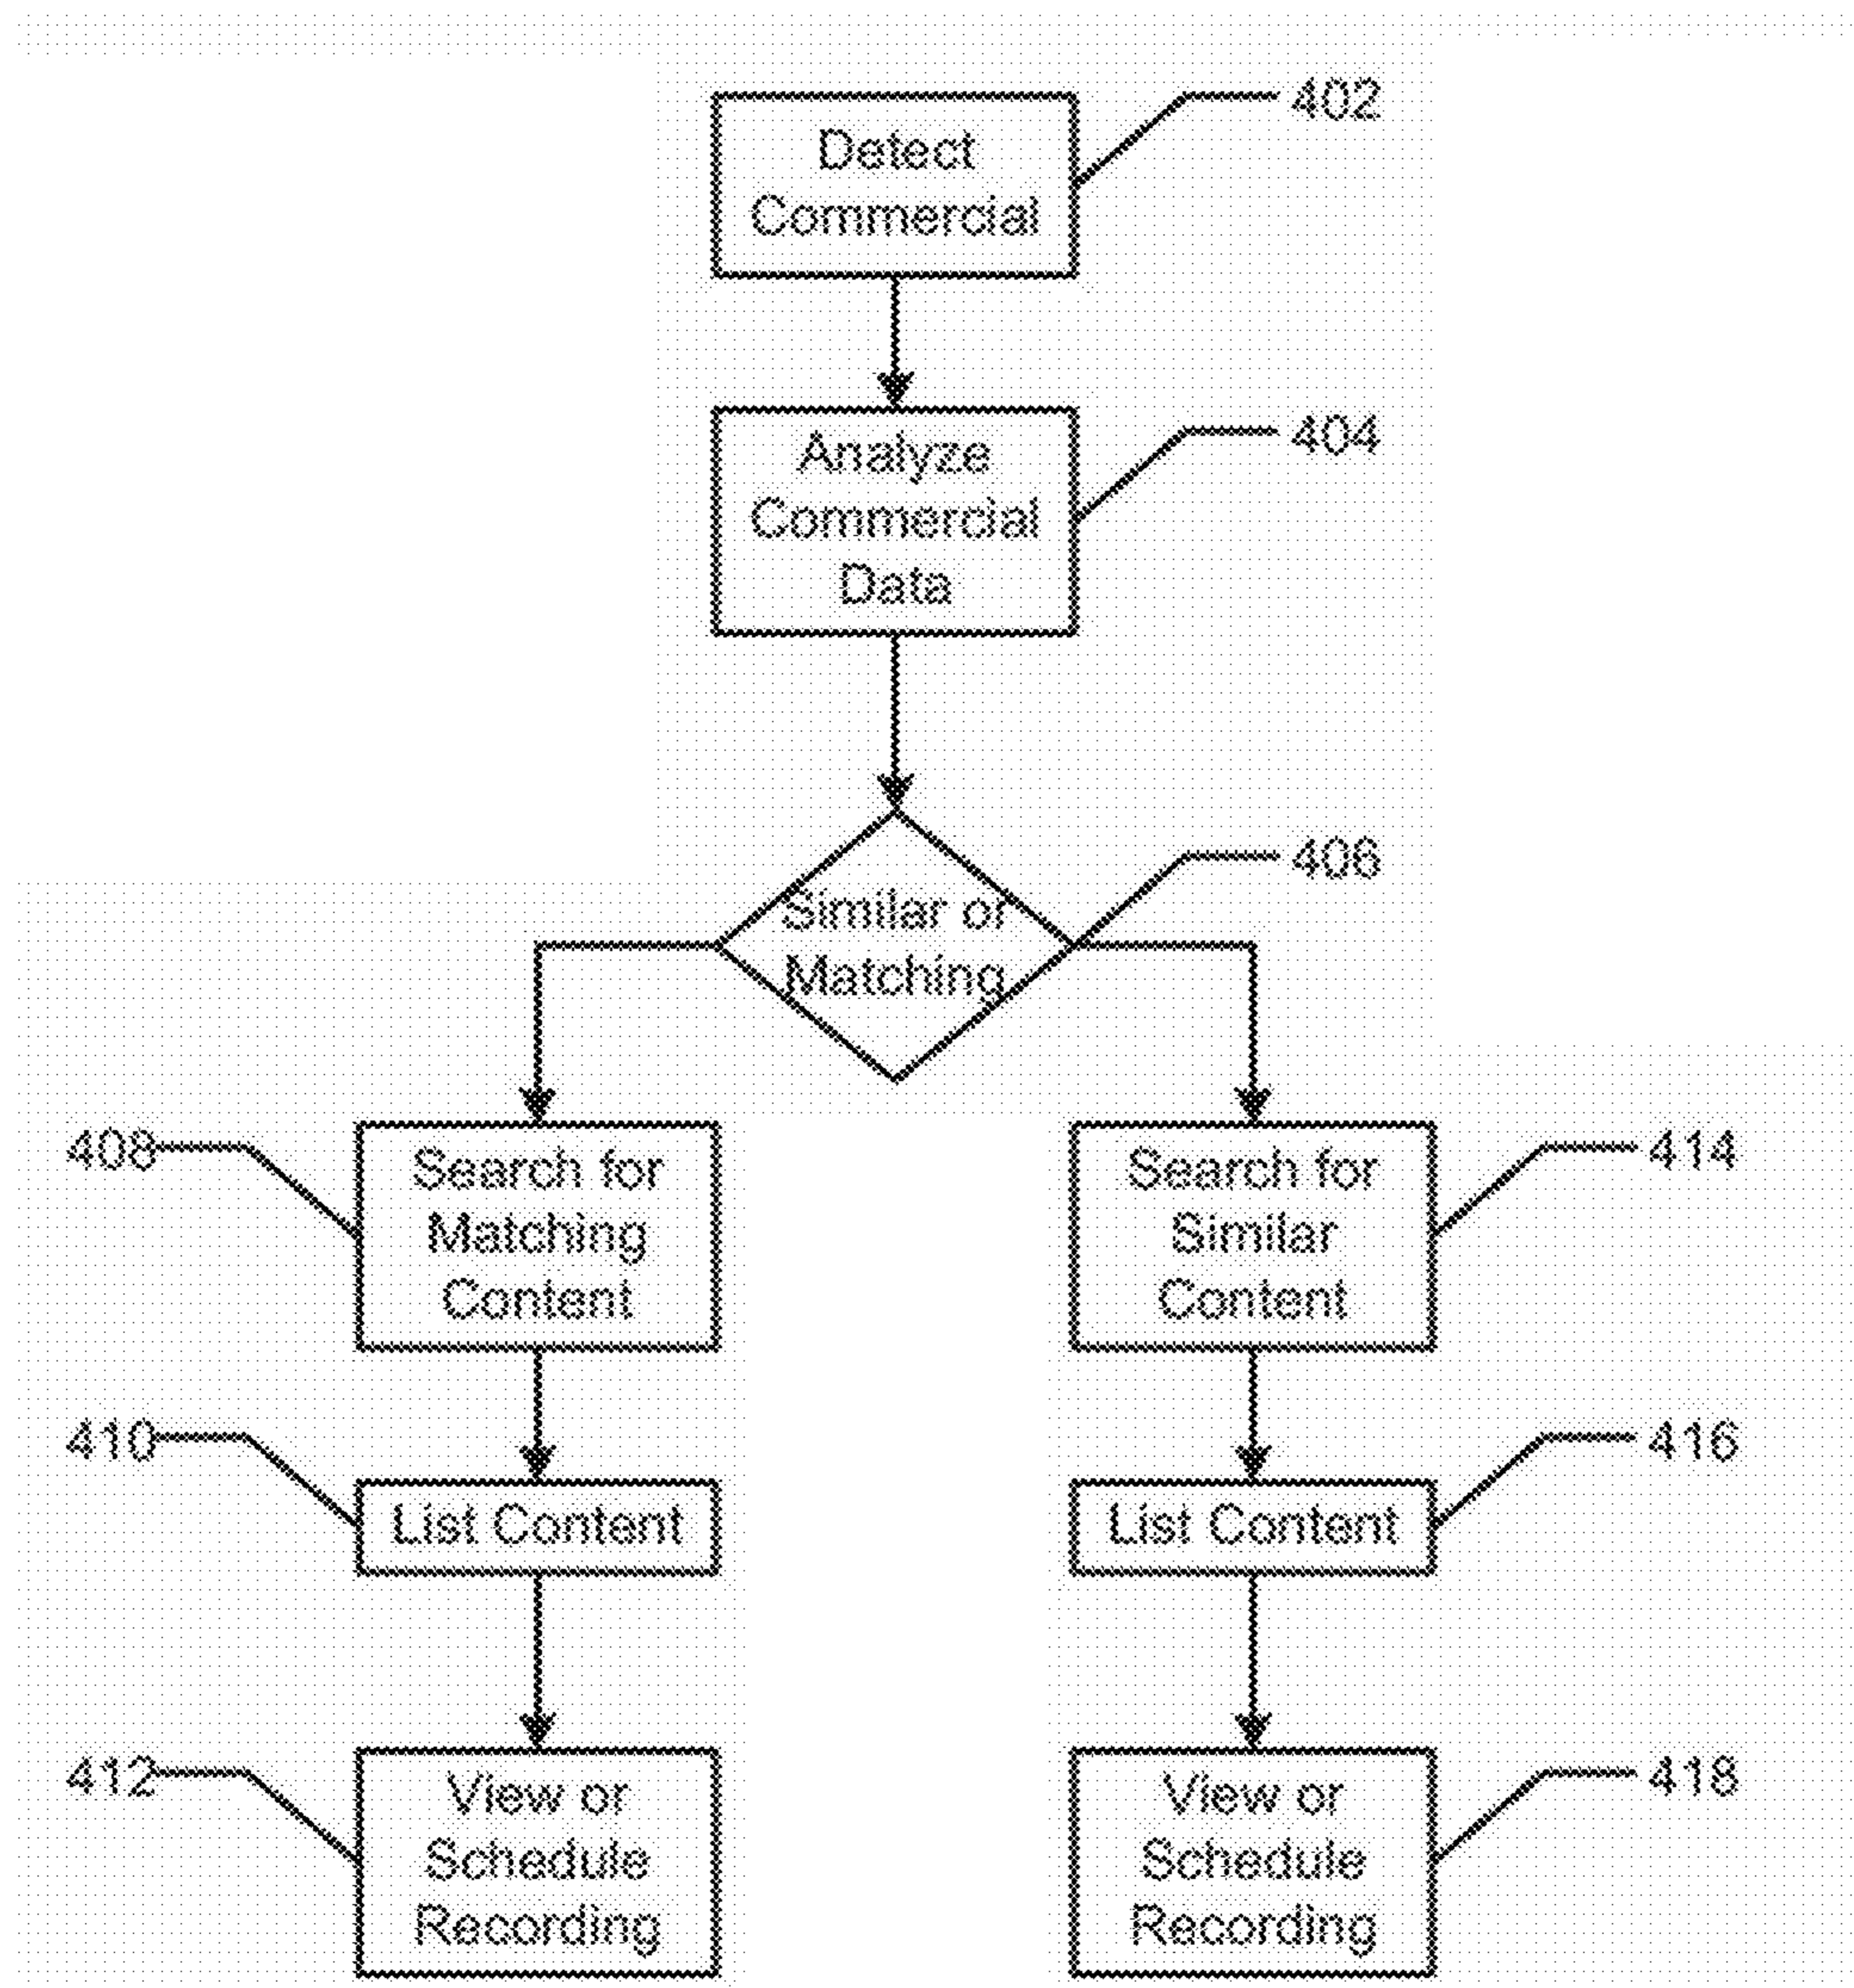 402
Detect
Commercial
404
Analyze
Commercial
Data
406
Similar or
Matching
408
Search for
Matching
Content
414
Search for
Similar
Content
410
List Content
416
List Content
412
View or
Schedule
Recording
418
View or
Schedule
Recording